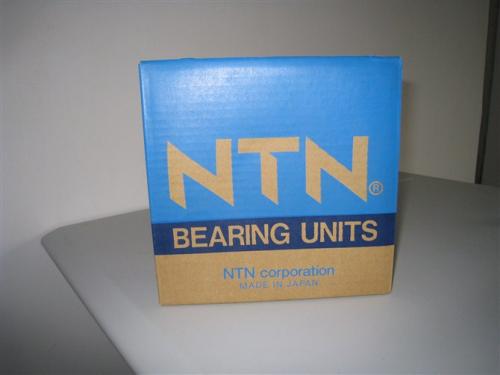 NTN®
BEARING UNITS
NTN corporation
MADE IN JAPAN